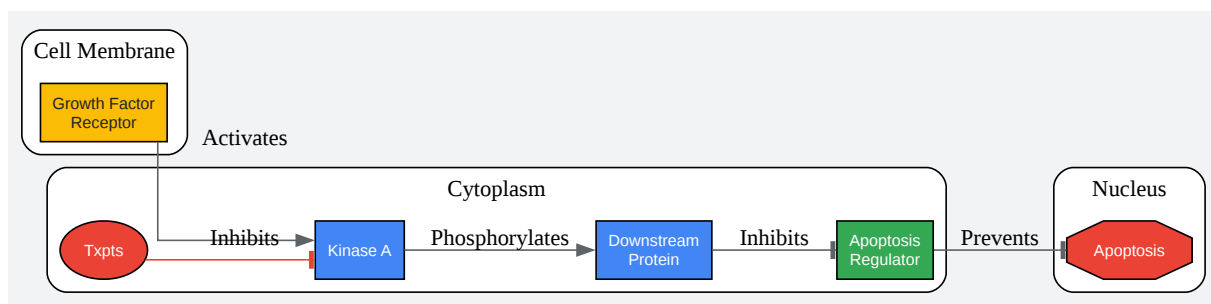 Cell Membrane
Growth Factor
Receptor
Activates
Cytoplasm
Nucleus
Txpts
Inhibits
Kinase A
Phosphorylates
Downstream
Protein
Inhibits
Apoptosis
Regulator
Prevents
Apoptosis